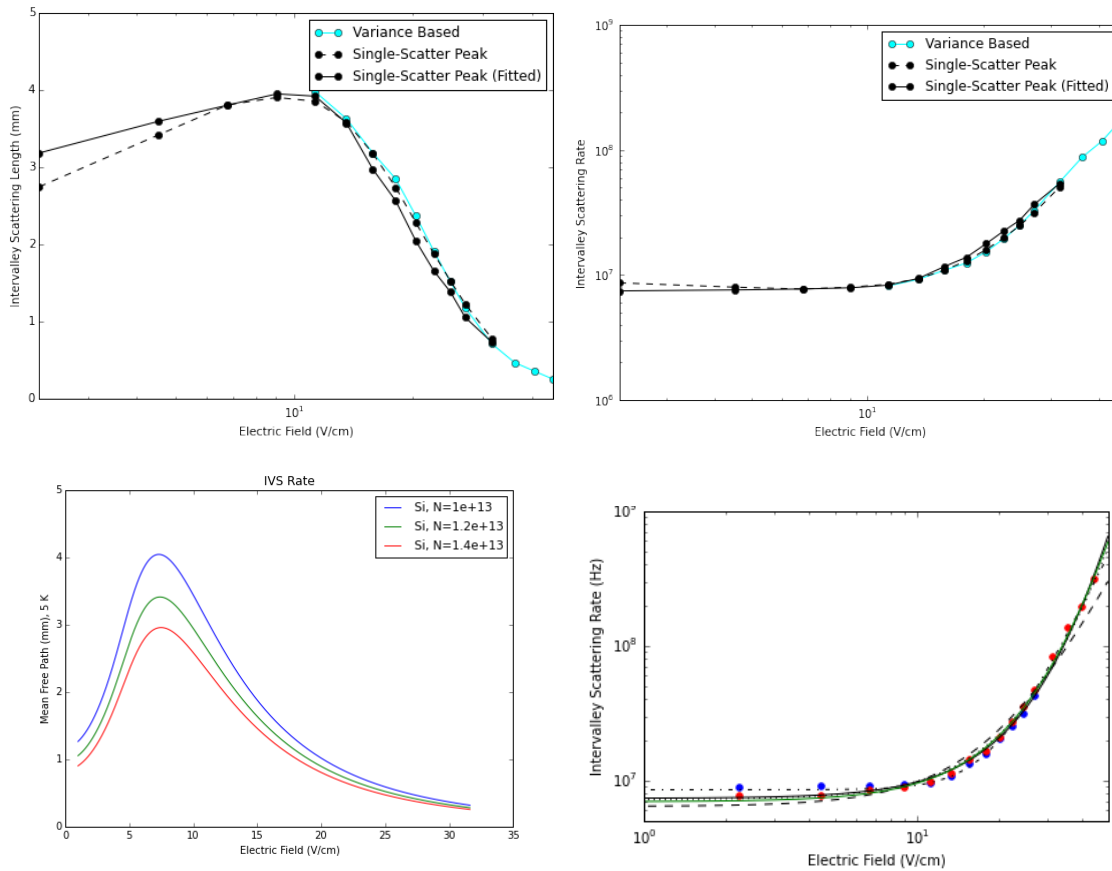 5
4
3
2
1
0
Intervalley Scattering Length (mm)
Variance Based
Single-Scatter Peak
Single-Scatter Peak (Fitted)
10¹
Electric Field (V/cm)
10⁹
10⁸
10⁷
10⁶
Intervalley Scattering Rate
Variance Based
Single-Scatter Peak
Single-Scatter Peak (Fitted)
10¹
Electric Field (V/cm)
IVS Rate
5
4
3
2
1
0
Mean Free Path (mm), 5 K
Si, N=1e+13
Si, N=1.2e+13
Si, N=1.4e+13
0 5 10 15 20 25 30 35
Electric Field (V/cm)
10⁹
10⁸
10⁷
Intervalley Scattering Rate (Hz)
10⁰ 10¹
Electric Field (V/cm)